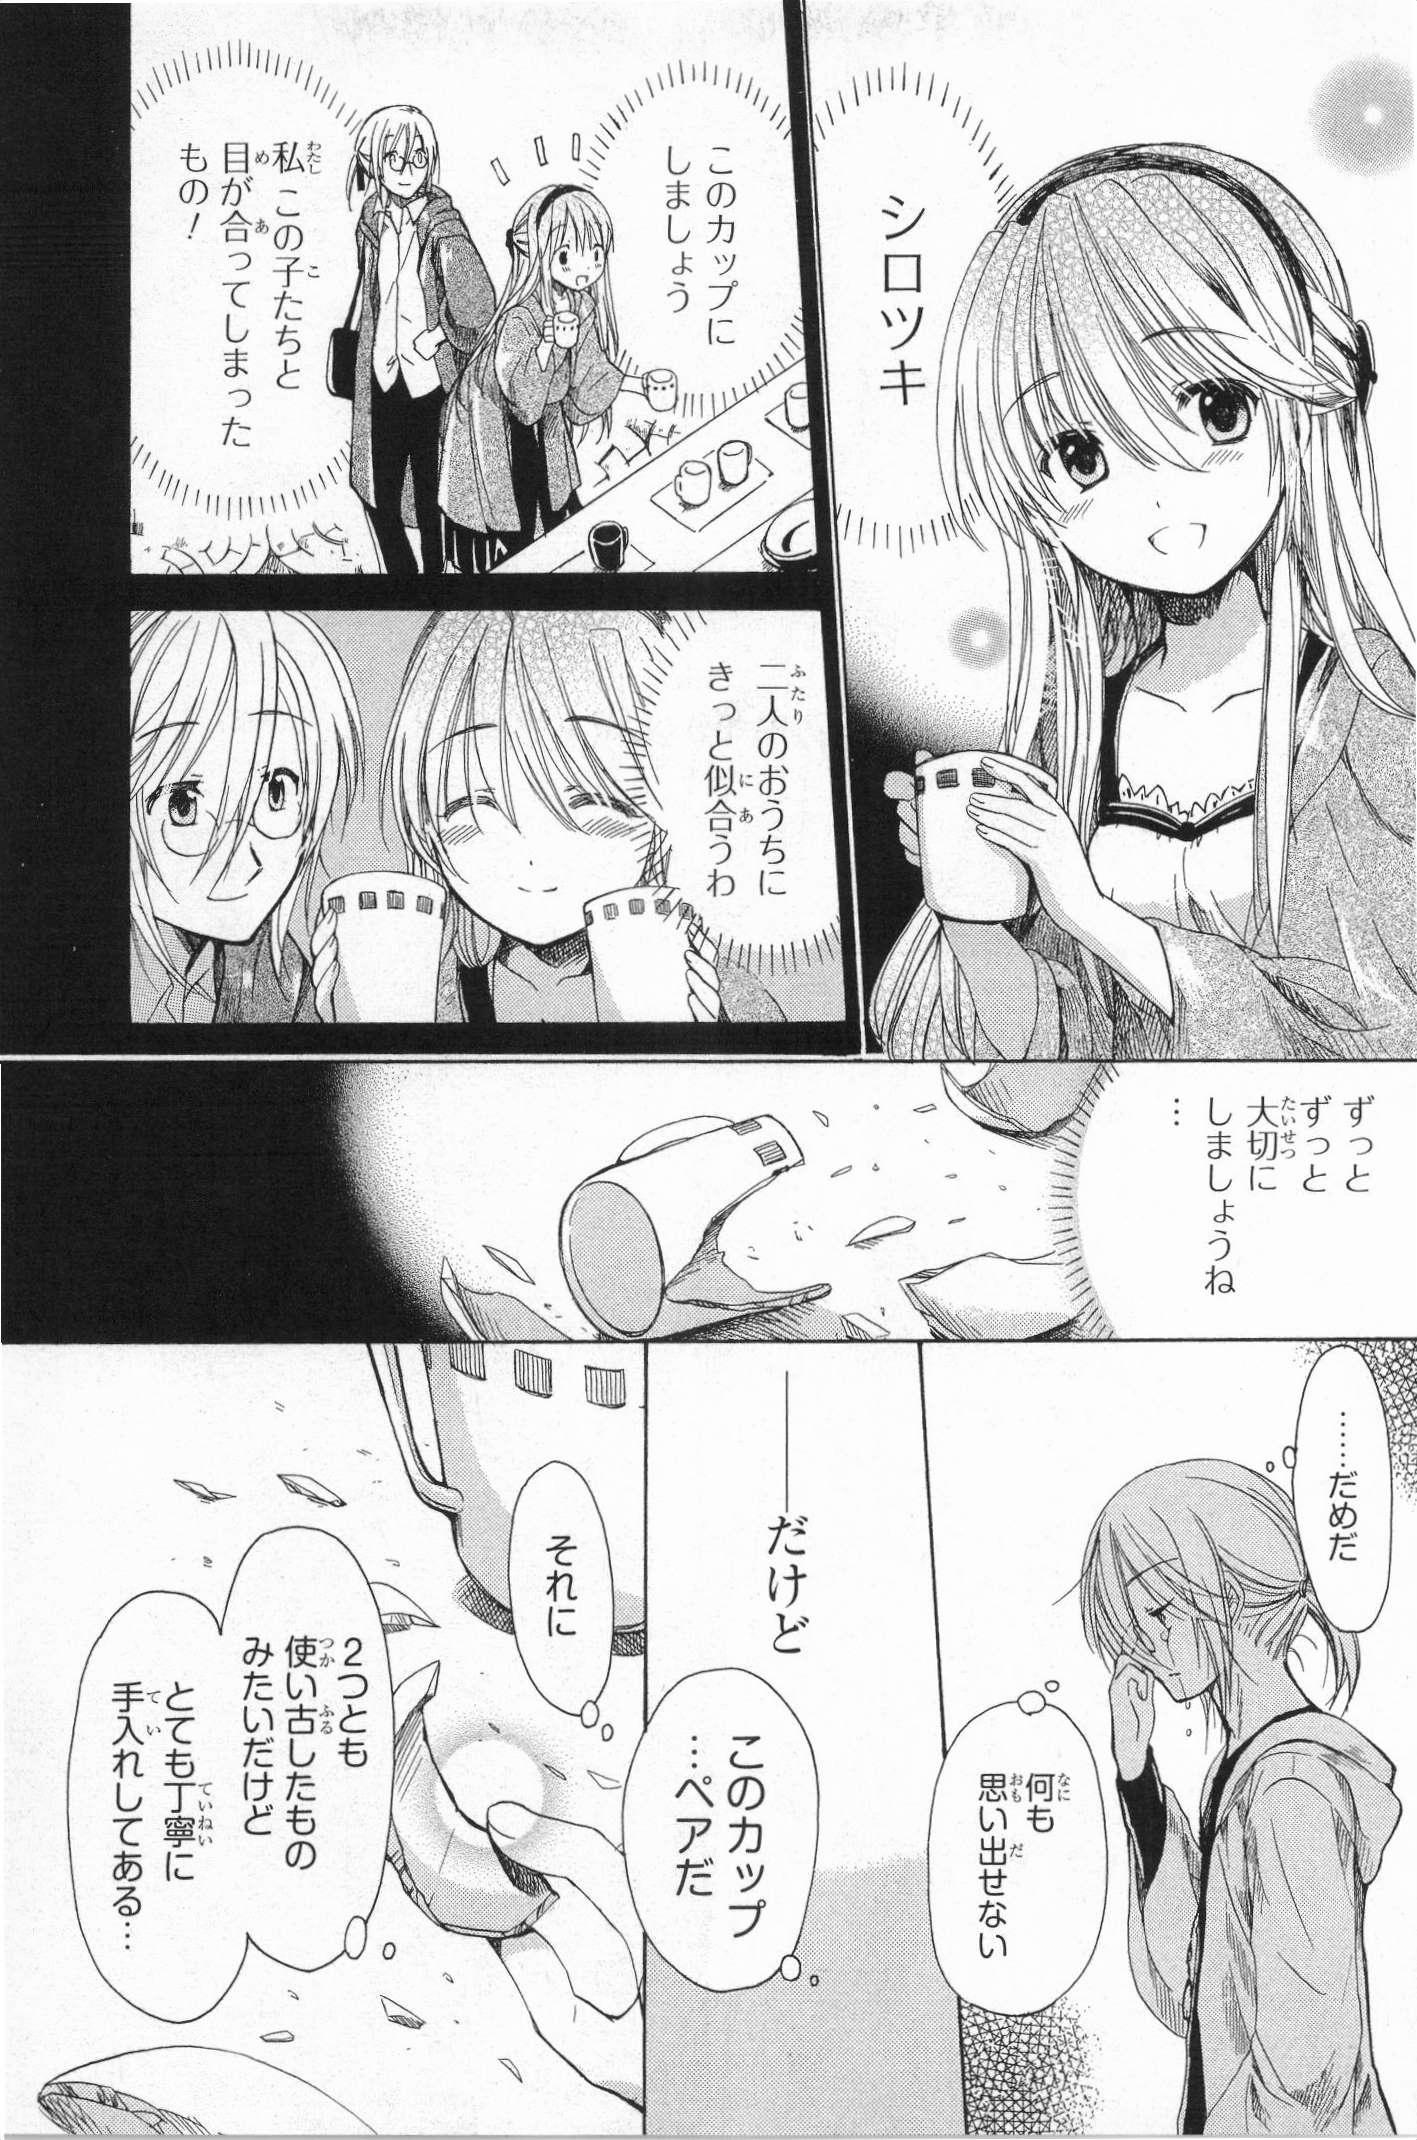 シロツキ
このカップに
しましょう
私この子たちと
目が合ってしまった
もの！
二人のおうちに
きっと似合うわ
ずっと
ずっと
大切に
しましょうね
…
……だめだ
何も
思い出せない
――だけど
このカップ
…ペアだ
それに
2つとも
使い古したもの
みたいだけど
とても丁寧に
手入れしてある…